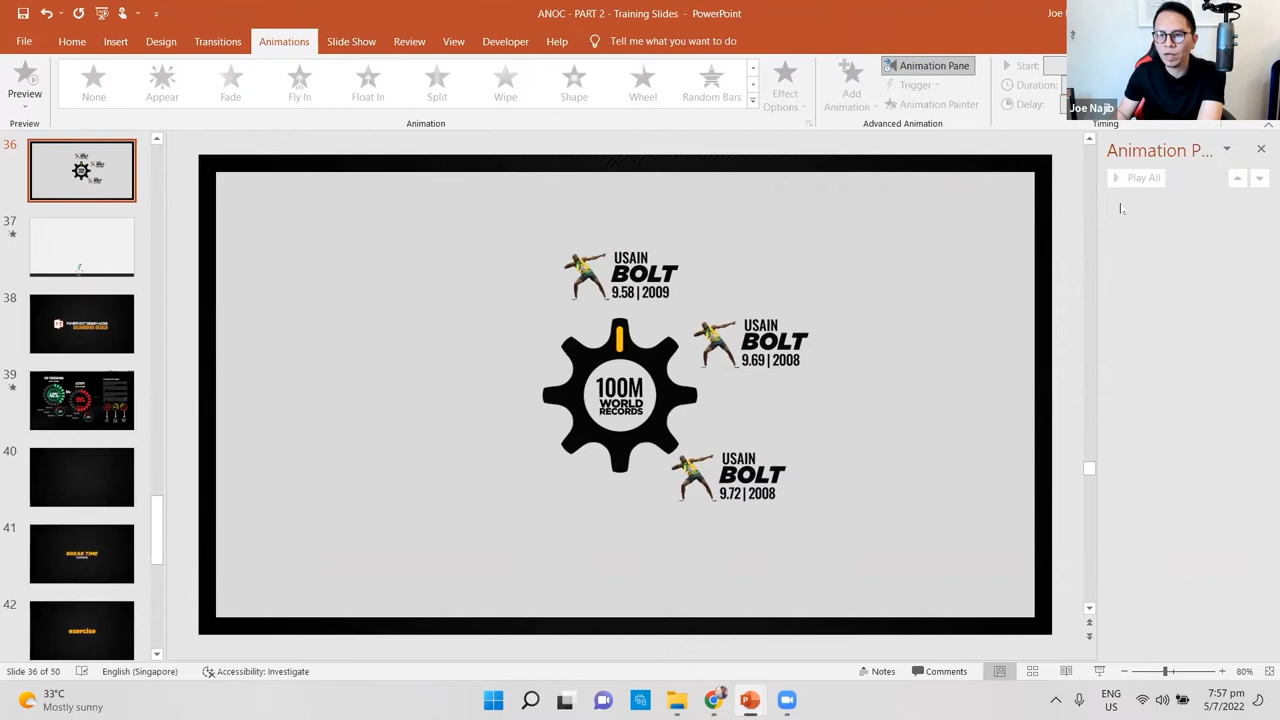 ANOC - PART 2 - Training Slides - PowerPoint
Joe
File
Home
Insert
Design
Transitions
Animations
Slide Show
Review
View
Developer
Help
Tell me what you want to do
Preview
None
Appear
Fade
Fly In
Float In
Split
Wipe
Shape
Wheel
Random Bars
Effect
Options
Add
Animation
Animation Pane
Trigger
Animation Painter
Start:
Duration:
Delay:
Preview
Animation
Advanced Animation
Timing
Joe Najib
36
37
38
39
40
41
BREAK TIME
42
exercise
USAIN
BOLT
9.58 | 2009
USAIN
BOLT
9.69 | 2008
100M
WORLD
RECORDS
USAIN
BOLT
9.72 | 2008
Animation P...
Play All
Slide 36 of 50
English (Singapore)
Accessibility: Investigate
Notes
Comments
80%
33°C
Mostly sunny
ENG
US
7:57 pm
5/7/2022